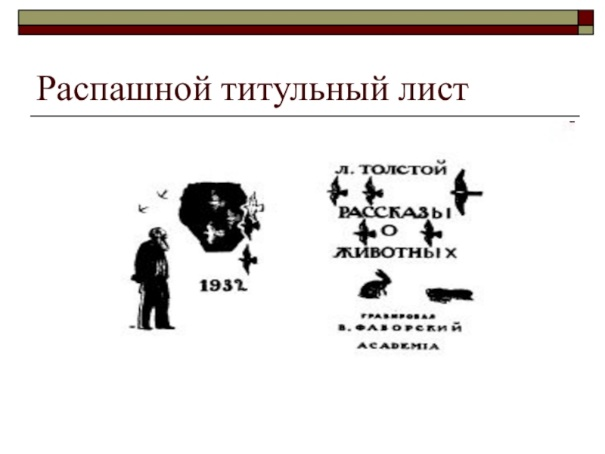 Распашной титульный лист
1932
Л. ТОЛСТОЙ
РАССКАЗЫ
О
ЖИВОТНЫХ
ГРАВИРОВАЛ
В. ФАВОРСКИЙ
ACADEMIA